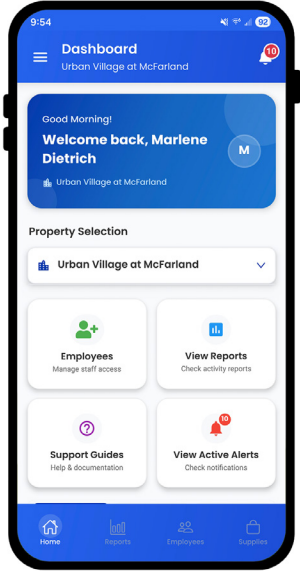 9:54
92
Dashboard
Urban Village at McFarland
10
Good Morning!
Welcome back, Marlene
Dietrich
M
Urban Village at McFarland
Property Selection
Urban Village at McFarland
Employees
Manage staff access
View Reports
Check activity reports
Support Guides
Help & documentation
10
View Active Alerts
Check notifications
Home
Reports
Employees
Supplies